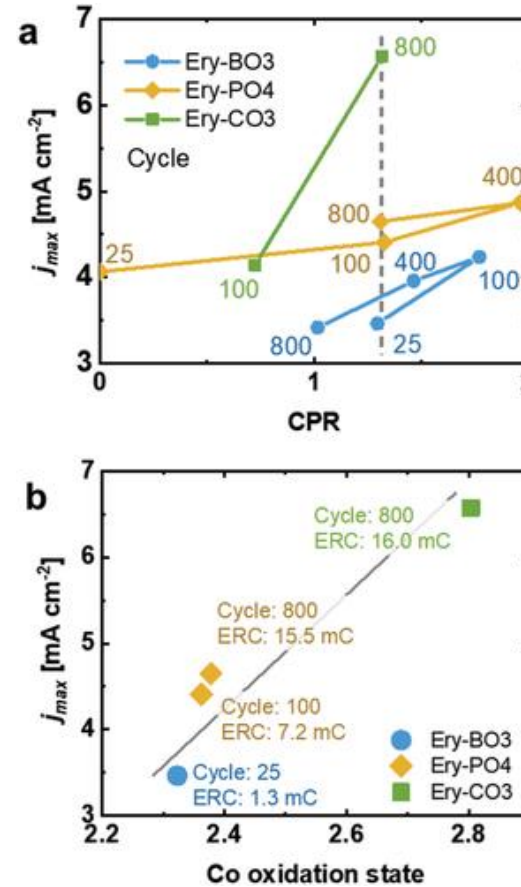 a
7
6
5
4
3
j_max [mA cm⁻²]
Ery-BO3
Ery-PO4
Ery-CO3
Cycle
800
400
25
800
100
100
400
100
800
25
0
1
CPR
b
7
6
5
4
3
j_max [mA cm⁻²]
Cycle: 800
ERC: 16.0 mC
Cycle: 800
ERC: 15.5 mC
Cycle: 100
ERC: 7.2 mC
Cycle: 25
ERC: 1.3 mC
Ery-BO3
Ery-PO4
Ery-CO3
2.2
2.4
2.6
2.8
Co oxidation state